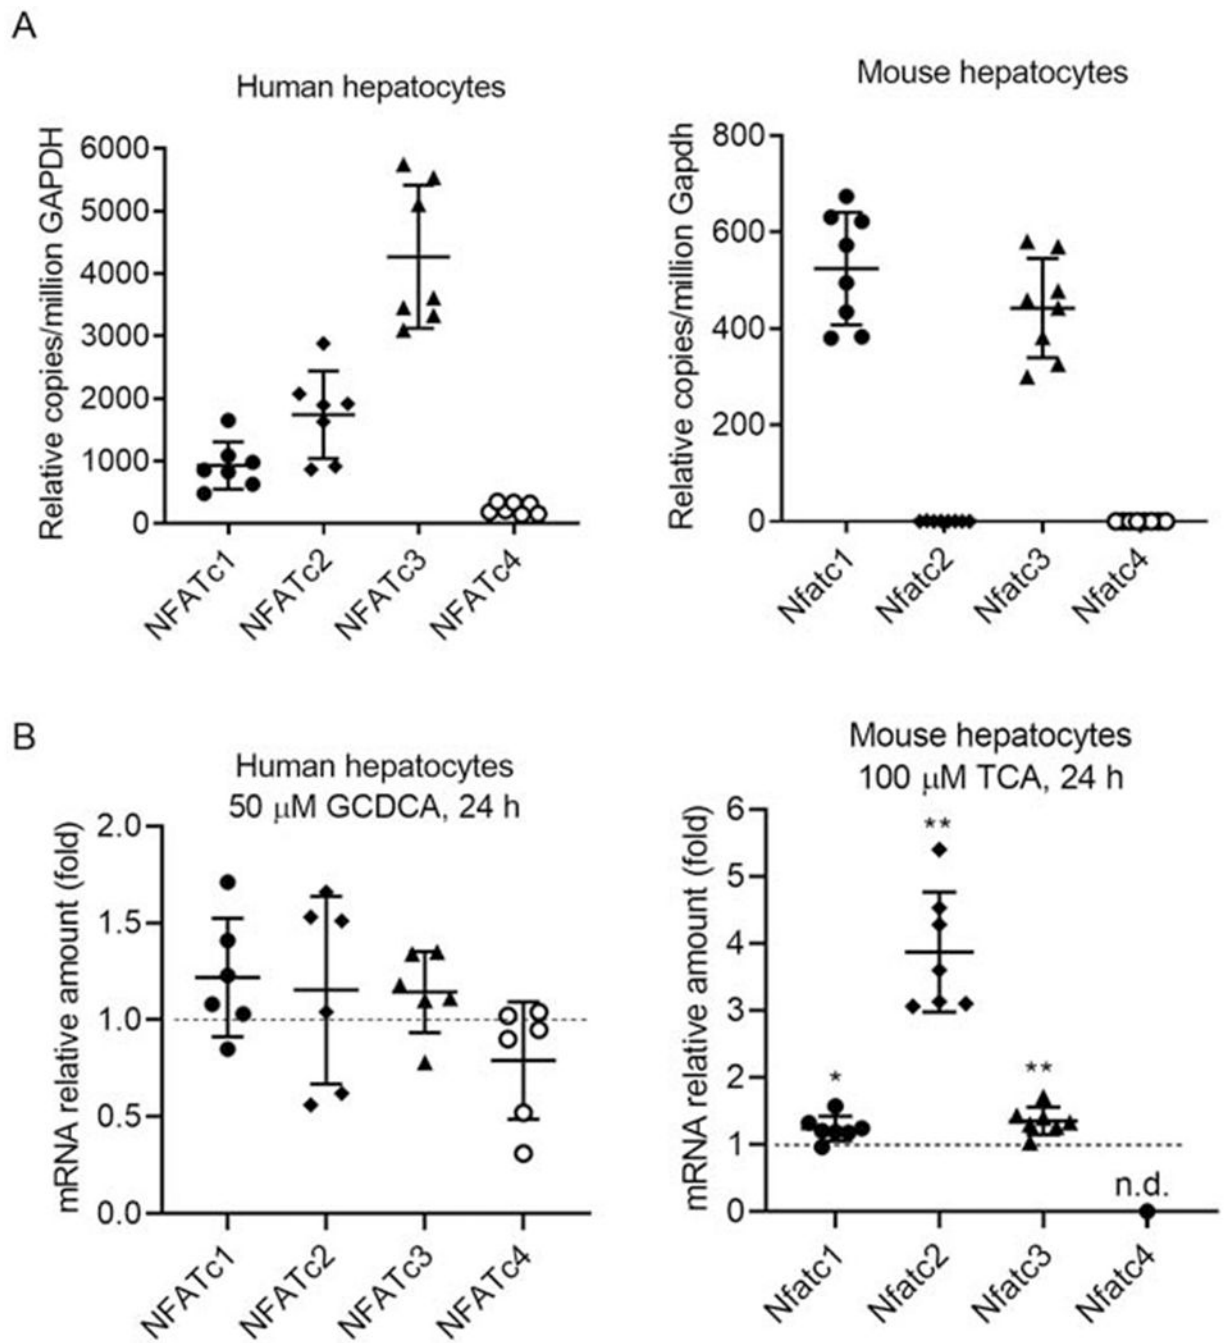 A
Human hepatocytes
Relative copies/million GAPDH
6000
5000
4000
3000
2000
1000
0
NFATc1
NFATc2
NFATc3
NFATc4
Mouse hepatocytes
Relative copies/million Gapdh
800
600
400
200
0
Nfatc1
Nfatc2
Nfatc3
Nfatc4
B
Human hepatocytes
50 μM GCDCA, 24 h
mRNA relative amount (fold)
2.0
1.5
1.0
0.5
0.0
NFATc1
NFATc2
NFATc3
NFATc4
Mouse hepatocytes
100 μM TCA, 24 h
mRNA relative amount (fold)
6
5
4
3
2
1
0
*
**
**
n.d.
Nfatc1
Nfatc2
Nfatc3
Nfatc4